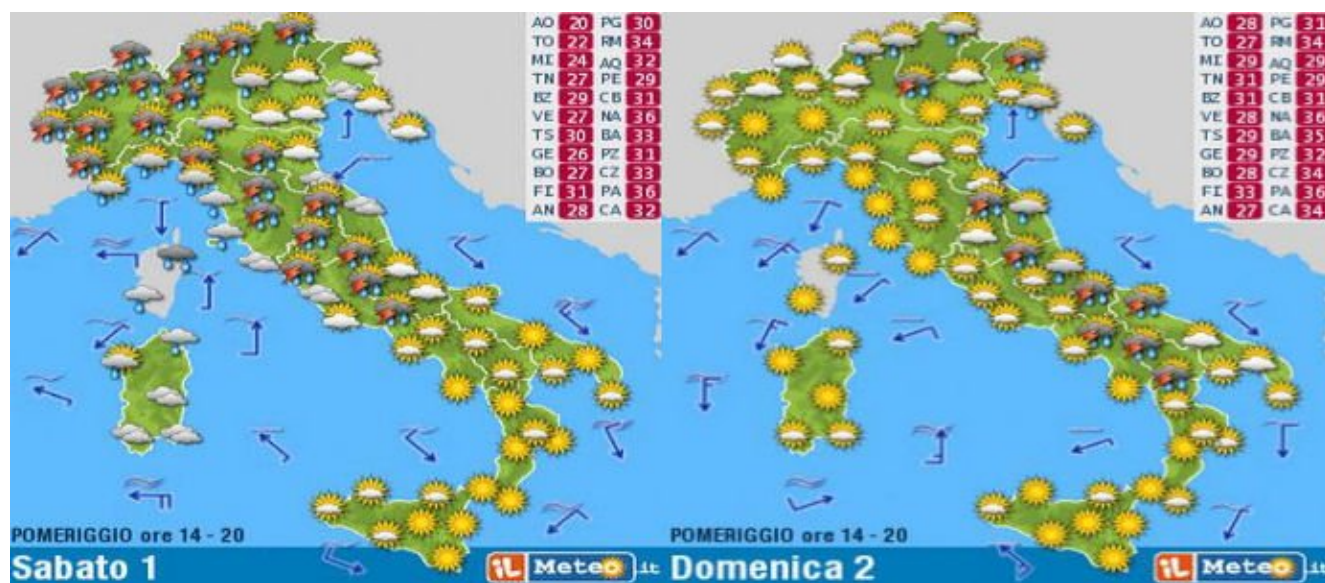 AO 20 PG 30
TO 22 RM 34
MI 24 AQ 32
TN 27 PE 29
BZ 29 CB 31
VE 27 NA 36
TS 30 BA 33
GE 26 PZ 31
BO 27 CZ 33
FI 31 PA 36
AN 28 CA 32
POMERIGGIO ore 14 - 20
Sabato 1
iL Meteo.it
AO 28 PG 31
TO 27 RM 34
MI 29 AQ 29
TN 31 PE 29
BZ 31 CB 31
VE 28 NA 36
TS 29 BA 35
GE 29 PZ 32
BO 28 CZ 34
FI 33 PA 36
AN 27 CA 34
POMERIGGIO ore 14 - 20
Domenica 2
iL Meteo.it